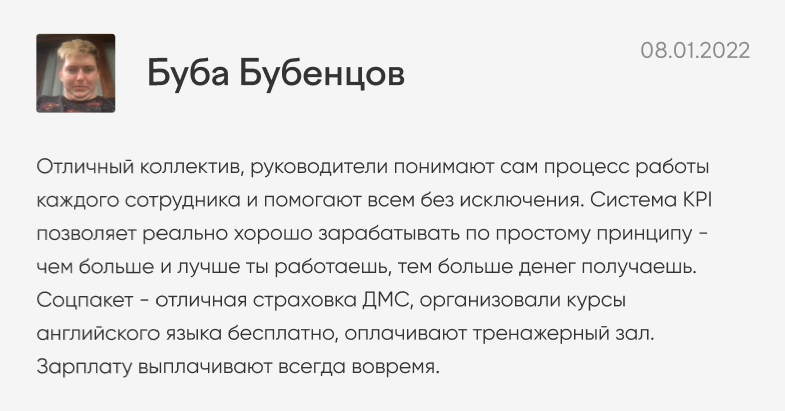 Буба Бубенцов
08.01.2022
Отличный коллектив, руководители понимают сам процесс работы
каждого сотрудника и помогают всем без исключения. Система KPI
позволяет реально хорошо зарабатывать по простому принципу -
чем больше и лучше ты работаешь, тем больше денег получаешь.
Соцпакет - отличная страховка ДМС, организовали курсы
английского языка бесплатно, оплачивают тренажерный зал.
Зарплату выплачивают всегда вовремя.